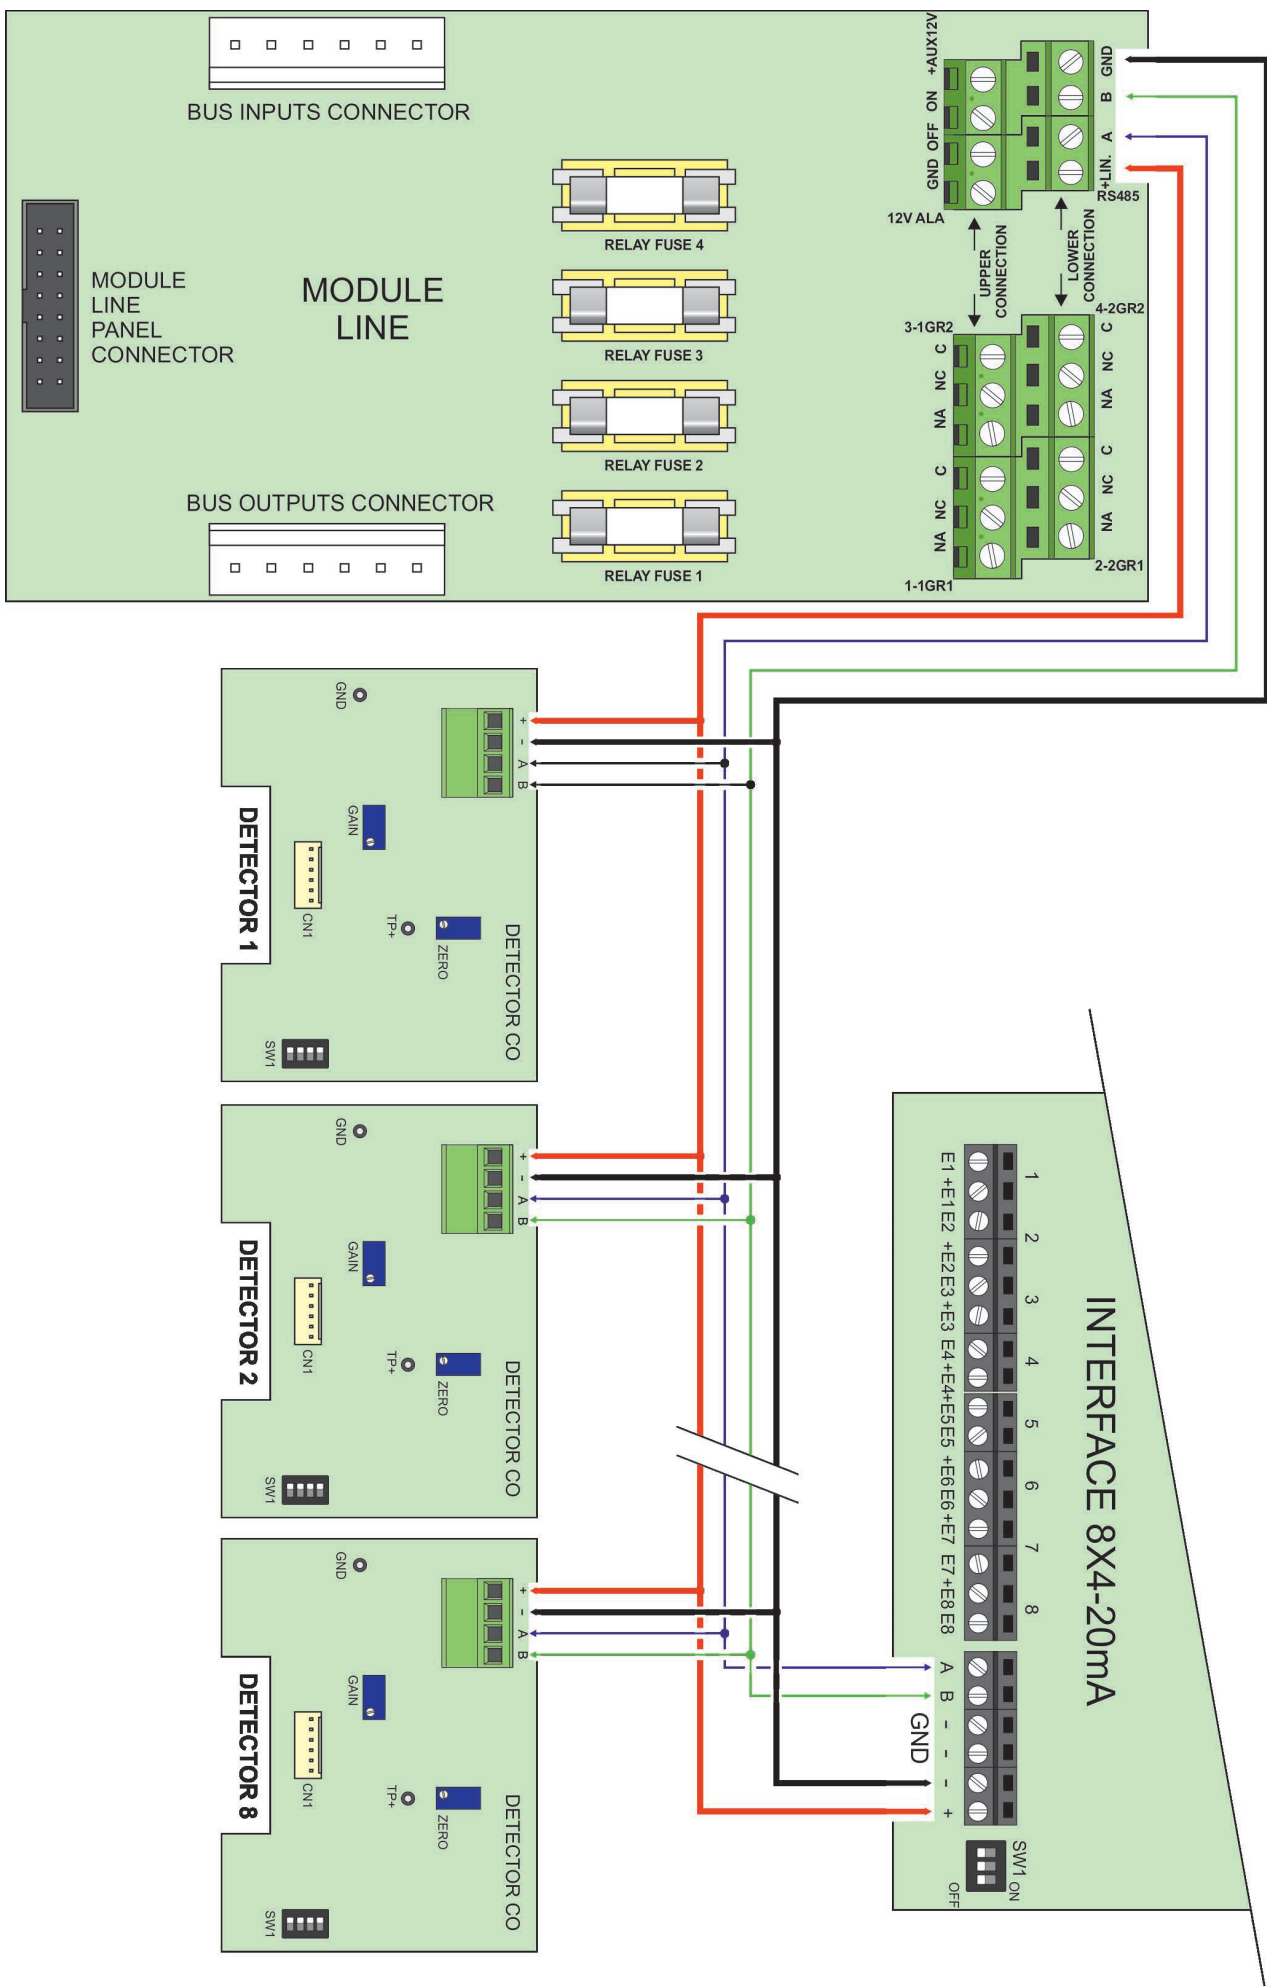 BUS INPUTS CONNECTOR
MODULE
LINE
PANEL
CONNECTOR
MODULE
LINE
BUS OUTPUTS CONNECTOR
RELAY FUSE 4
RELAY FUSE 3
RELAY FUSE 2
RELAY FUSE 1
+AUX12V
ON
OFF
GND
12V ALA
GND
B
A
+LIN.
RS485
UPPER
CONNECTION
LOWER
CONNECTION
3-1GR2
4-2GR2
C
NC
NA
C
NC
NA
C
NC
NA
C
NC
NA
1-1GR1
2-2GR1
GND
+
-
A
B
GAIN
DETECTOR 1
CN1
TP+
ZERO
DETECTOR CO
SW1
GND
+
-
A
B
GAIN
DETECTOR 2
CN1
TP+
ZERO
DETECTOR CO
SW1
GND
+
-
A
B
GAIN
DETECTOR 8
CN1
TP+
ZERO
DETECTOR CO
SW1
INTERFACE 8X4-20mA
1
2
3
4
5
6
7
8
E1 +E1 E2 +E2 E3 +E3 E4 +E4 +E5 E5 +E6 E6 +E7 E7 +E8 E8
A
B
-
-
-
+
GND
SW1
ON
OFF